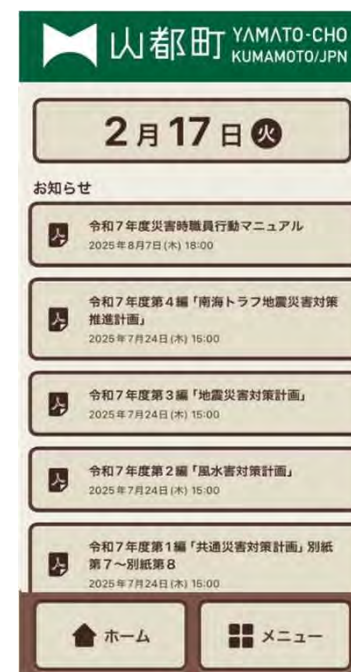 山都町 YAMATO-CHO
KUMAMOTO/JPN
2月17日火
お知らせ
令和7年度災害時職員行動マニュアル
2025年8月7日(木) 18:00
令和7年度第4編「南海トラフ地震災害対策
推進計画」
2025年7月24日(木) 15:00
令和7年度第3編「地震災害対策計画」
2025年7月24日(木) 15:00
令和7年度第2編「風水害対策計画」
2025年7月24日(木) 15:00
令和7年度第1編「共通災害対策計画」別紙
第7〜別紙第8
2025年7月24日(木) 15:00
ホーム
メニュー